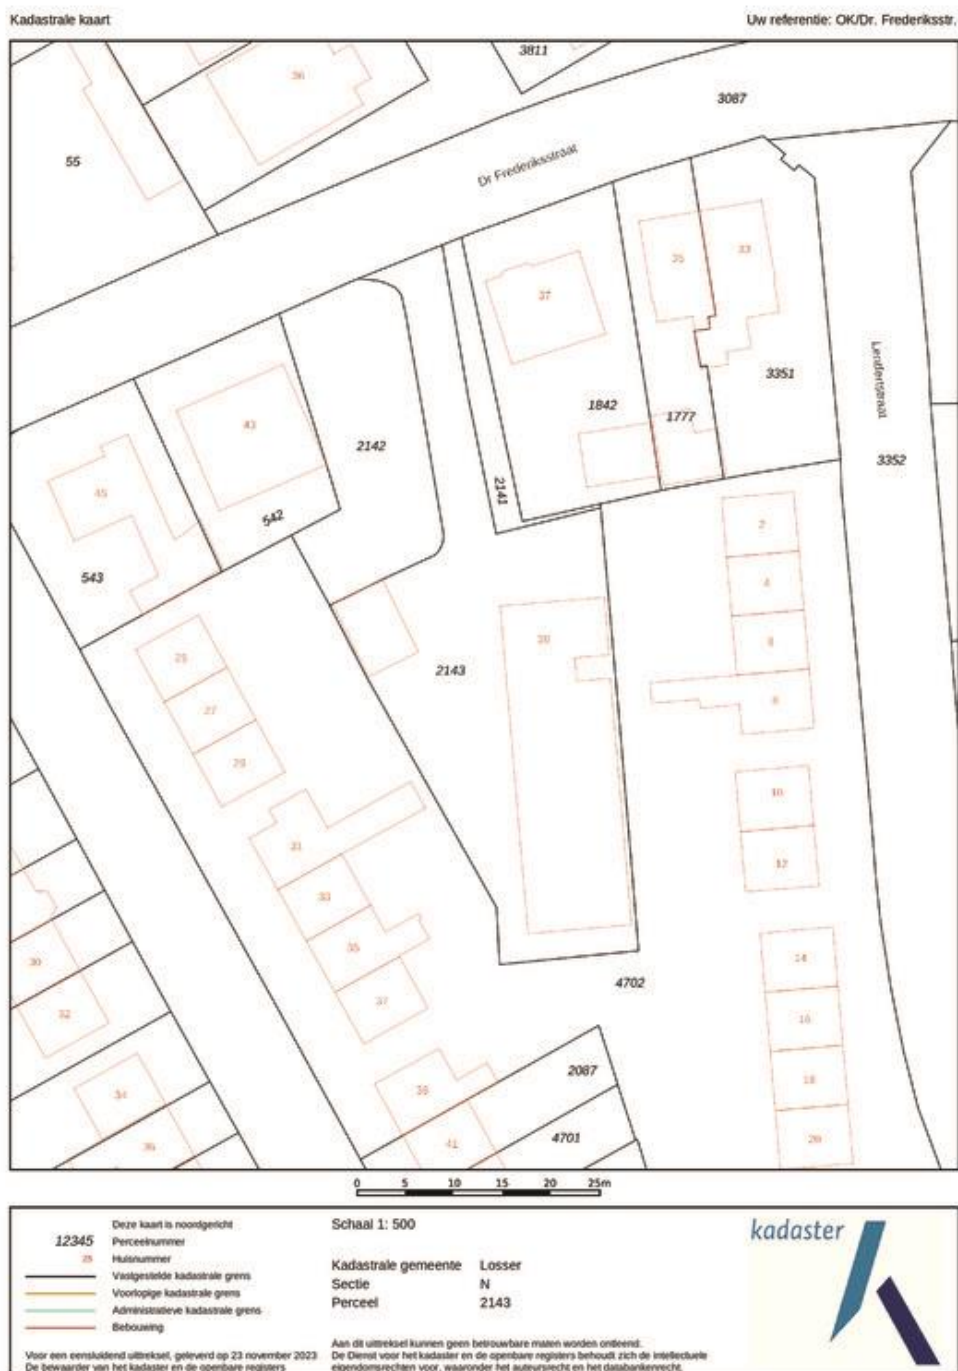 Kadastrale kaart
Uw referentie: OK/Dr. Frederiksstr.
3811
36
3087
55
Dr Frederiksstraat
35
33
37
Lendertstraat
3351
1842
1777
43
2142
3352
45
2141
542
2
543
4
25
2143
27
29
10
31
12
33
35
14
30
37
4702
16
32
2087
18
34
39
4701
36
41
20
0 5 10 15 20 25m
Deze kaart is noordgericht
12345 Perceelnummer
25 Huisnummer
Vastgestelde kadastrale grens
Voorlopige kadastrale grens
Administratieve kadastrale grens
Bebouwing
Voor een eensluidend uittreksel, geleverd op 23 november 2023
De bewaarder van het kadaster en de openbare registers
Schaal 1: 500
Kadastrale gemeente Losser
Sectie N
Perceel 2143
Aan dit uittreksel kunnen geen betrouwbare maten worden ontleend.
De Dienst voor het kadaster en de openbare registers behoudt zich de intellectuele
eigendomsrechten voor, waaronder het auteursrecht en het databankenrecht.
kadaster